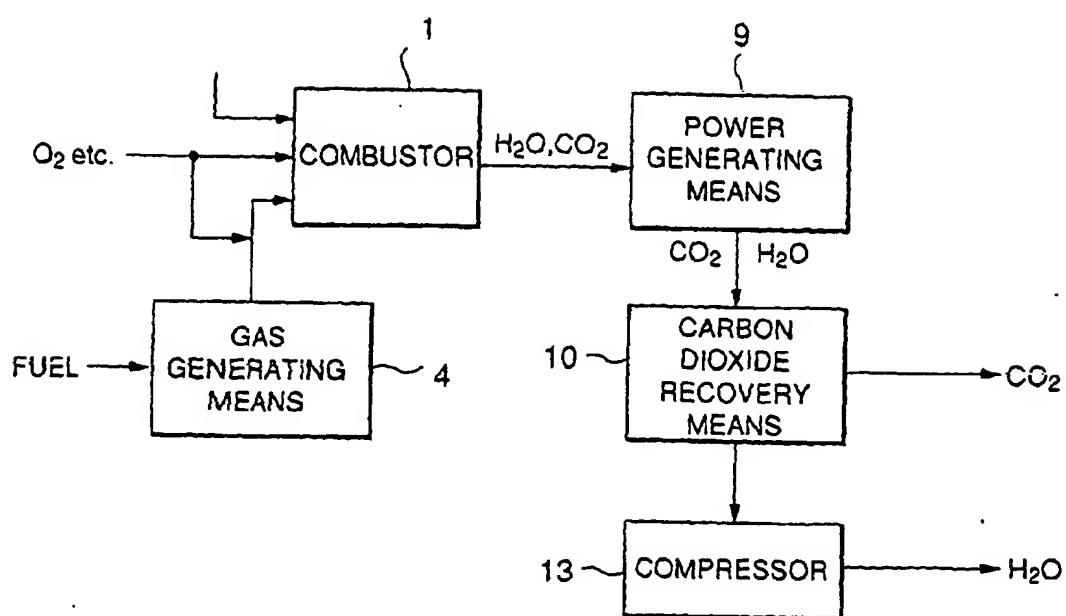 1
9
O₂ etc.
COMBUSTOR
H₂O,CO₂
POWER
GENERATING
MEANS
CO₂ H₂O
FUEL
GAS
GENERATING
MEANS
4
10
CARBON
DIOXIDE
RECOVERY
MEANS
CO₂
13
COMPRESSOR
H₂O